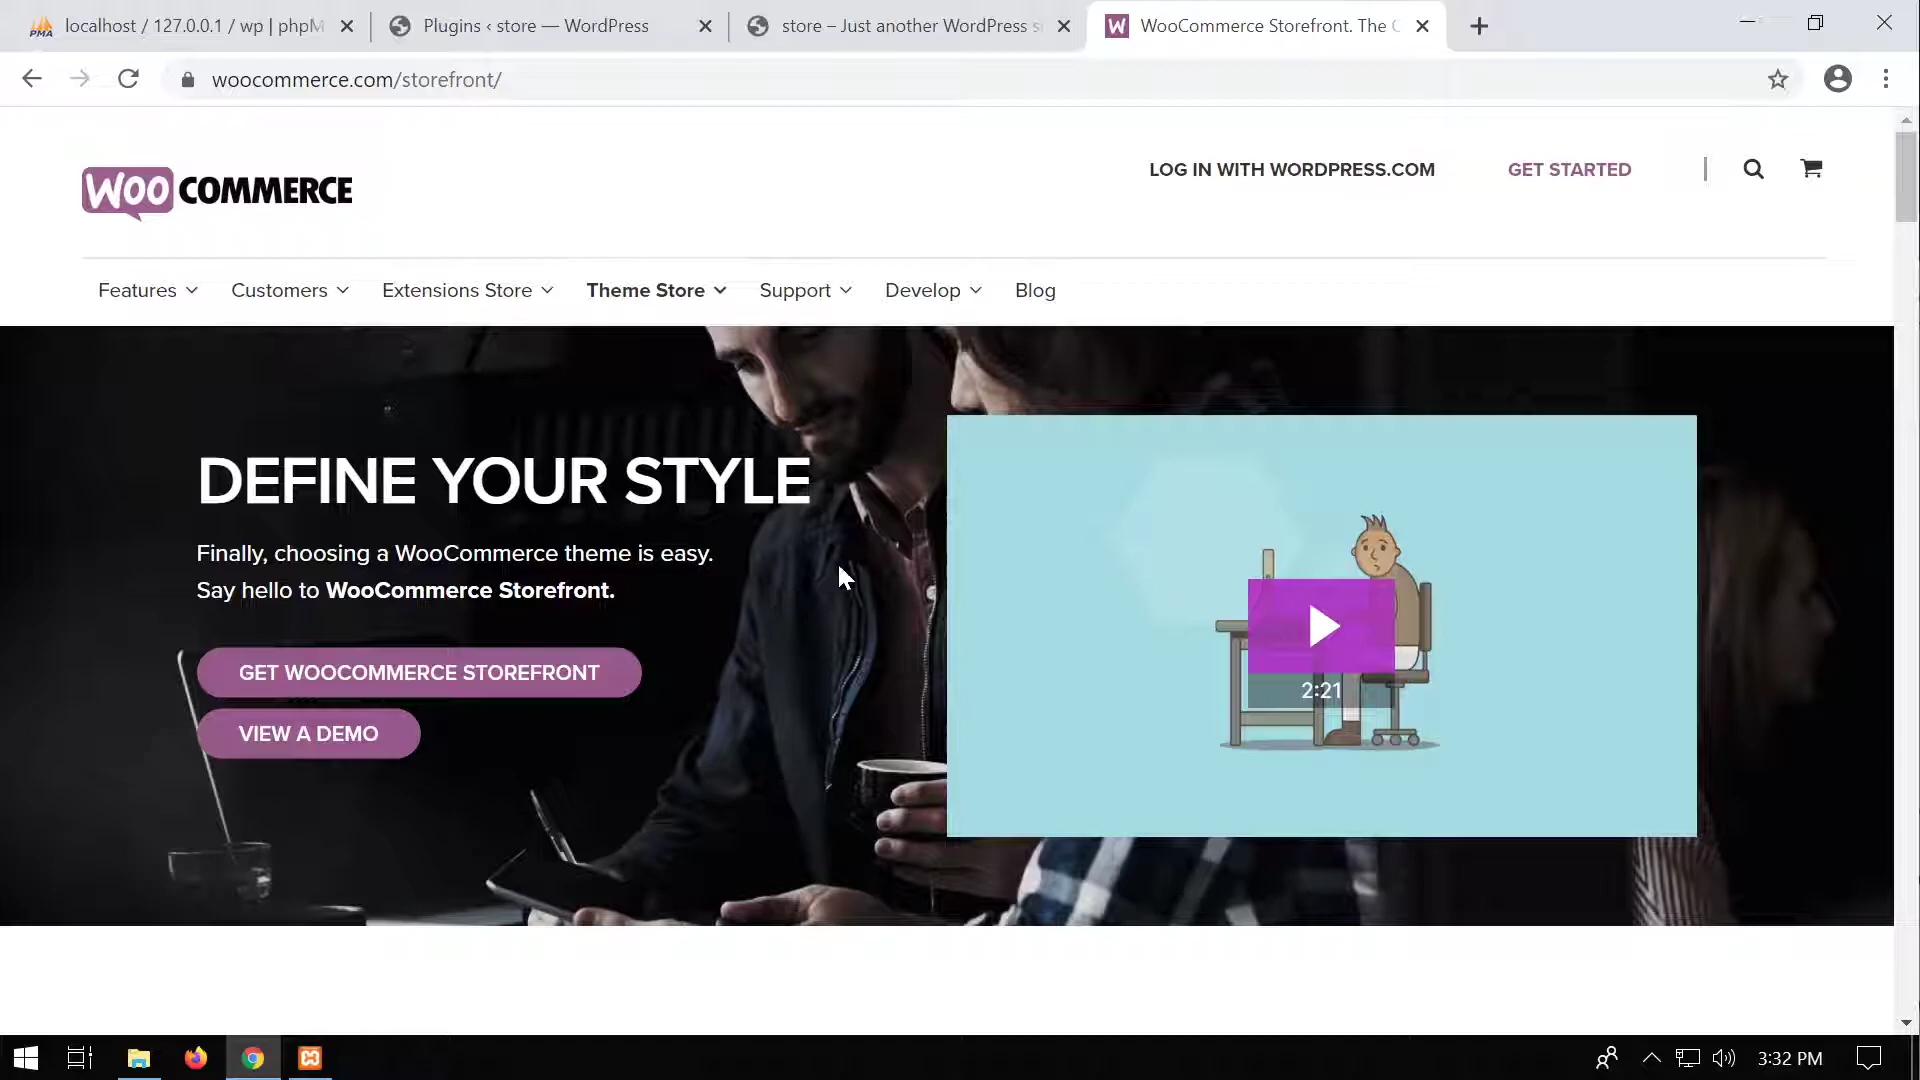 localhost / 127.0.0.1 / wp | phpM
Plugins ‹ store — WordPress
store – Just another WordPress s
WooCommerce Storefront. The
woocommerce.com/storefront/
WOO COMMERCE
LOG IN WITH WORDPRESS.COM
GET STARTED
Features
Customers
Extensions Store
Theme Store
Support
Develop
Blog
DEFINE YOUR STYLE
Finally, choosing a WooCommerce theme is easy.
Say hello to WooCommerce Storefront.
GET WOOCOMMERCE STOREFRONT
VIEW A DEMO
2:21
3:32 PM